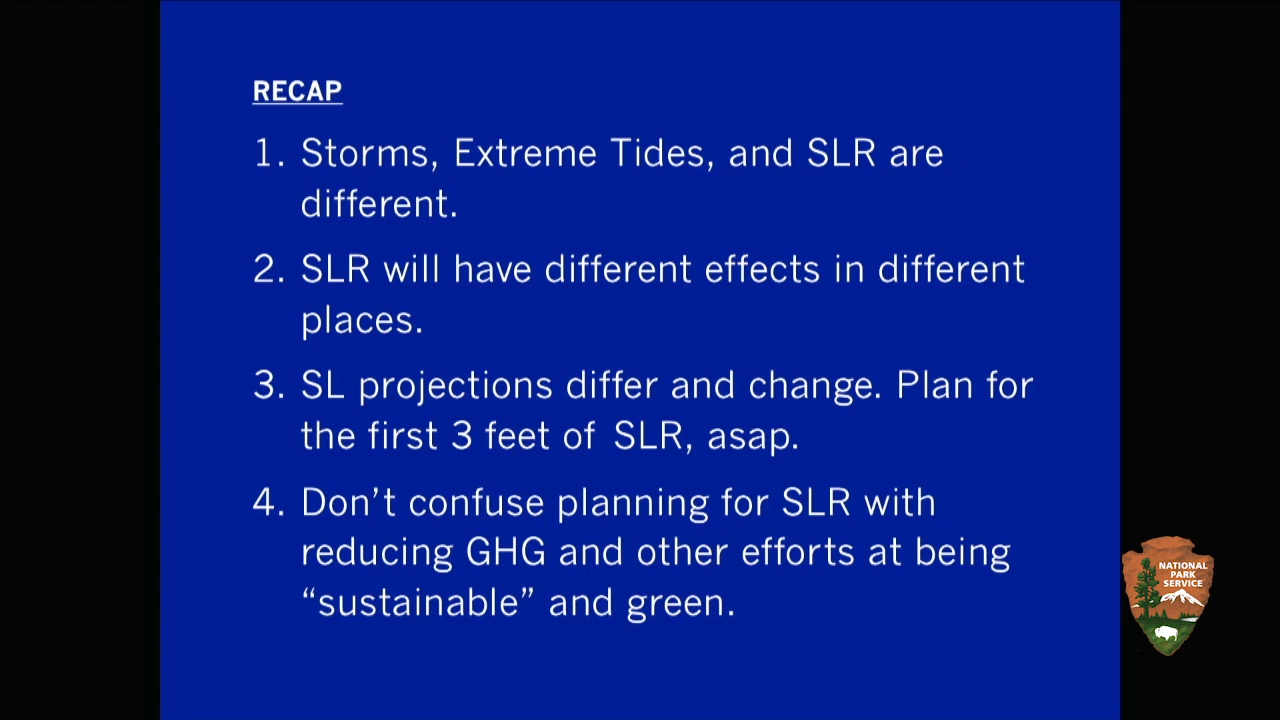 RECAP
1. Storms, Extreme Tides, and SLR are
different.
2. SLR will have different effects in different
places.
3. SL projections differ and change. Plan for
the first 3 feet of SLR, asap.
4. Don’t confuse planning for SLR with
reducing GHG and other efforts at being
“sustainable” and green.
NATIONAL
PARK
SERVICE